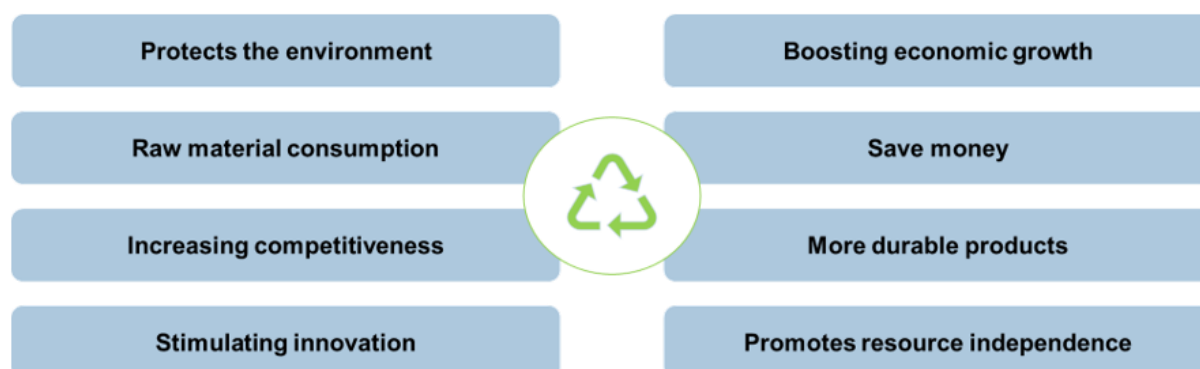 Protects the environment
Boosting economic growth
Raw material consumption
Save money
Increasing competitiveness
More durable products
Stimulating innovation
Promotes resource independence